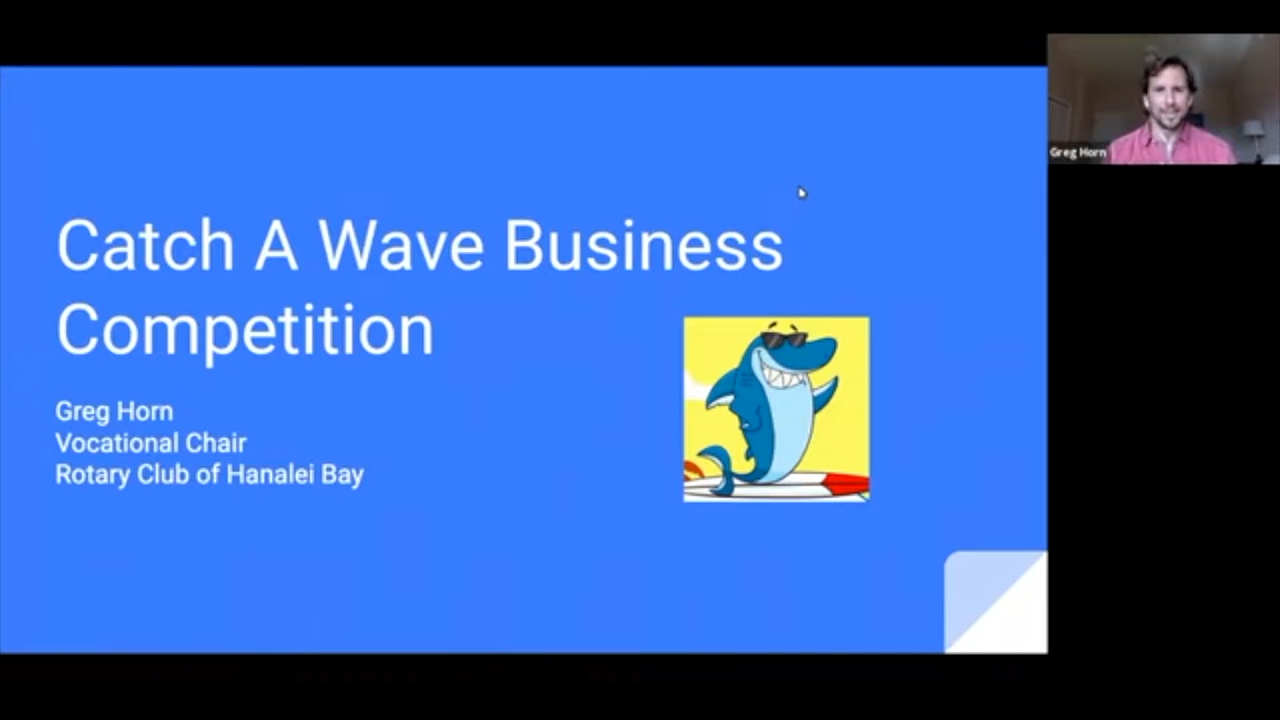 Catch A Wave Business
Competition
Greg Horn
Vocational Chair
Rotary Club of Hanalei Bay
Greg Horn